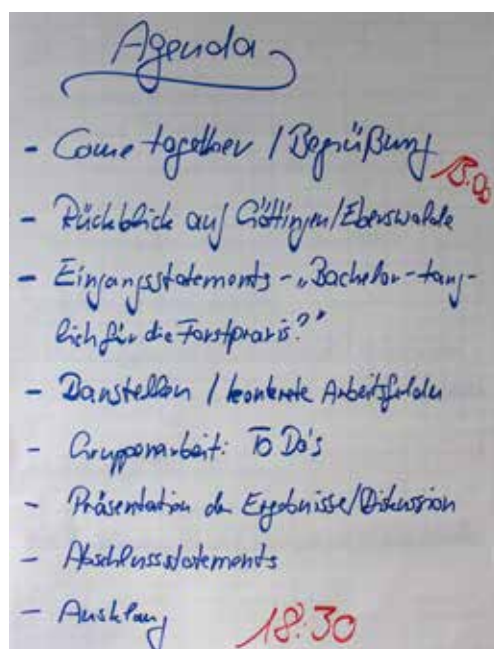 Agenda
- Come together / Begrüßung
13:00
- Rückblick auf Göttingen/Eberswalde
- Eingangsstatements - „Bachelor - taug-
lich für die Forstpraxis?"
- Baustellen / konkrete Arbeitsfelder
- Gruppenarbeit: To Do's
- Präsentation der Ergebnisse/Diskussion
- Abschlussstatements
- Ausklang 18:30